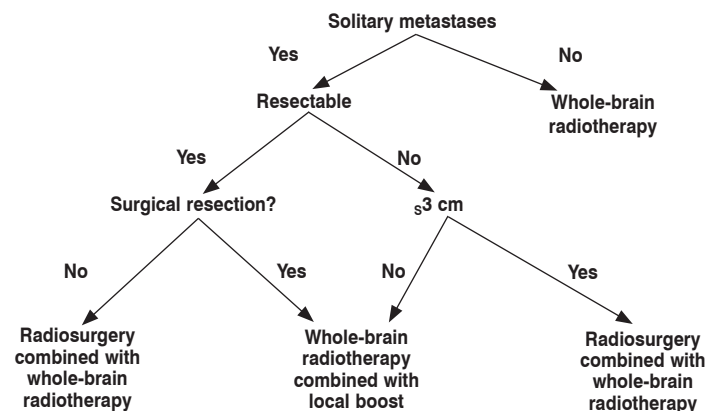 Solitary metastases
Yes
No
Resectable
Whole-brain
radiotherapy
Yes
No
Surgical resection?
s3 cm
No
Yes
No
Yes
Radiosurgery
combined with
whole-brain
radiotherapy
Whole-brain
radiotherapy
combined with
local boost
Radiosurgery
combined with
whole-brain
radiotherapy